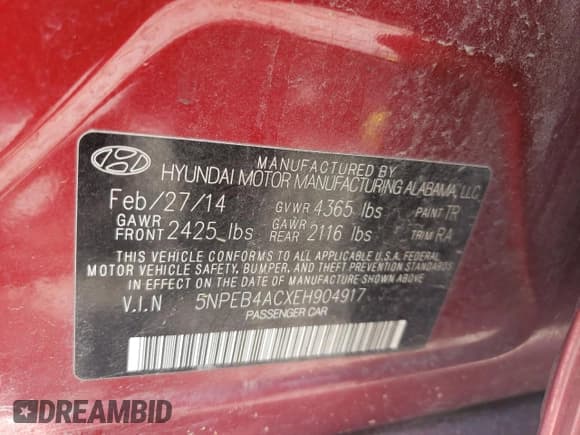 MANUFACTURED BY
HYUNDAI MOTOR MANUFACTURING ALABAMA, LLC
Feb/27/14 GVWR 4365 lbs PAINT TR
GAWR FRONT 2425 lbs GAWR REAR 2116 lbs TRIM RA
THIS VEHICLE CONFORMS TO ALL APPLICABLE U.S.A. FEDERAL
MOTOR VEHICLE SAFETY, BUMPER, AND THEFT PREVENTION STANDARDS
IN EFFECT ON THE DATE OF MANUFACTURE SHOWN ABOVE.
V.I.N 5NPEB4ACXEH904917
PASSENGER CAR
DREAMBID